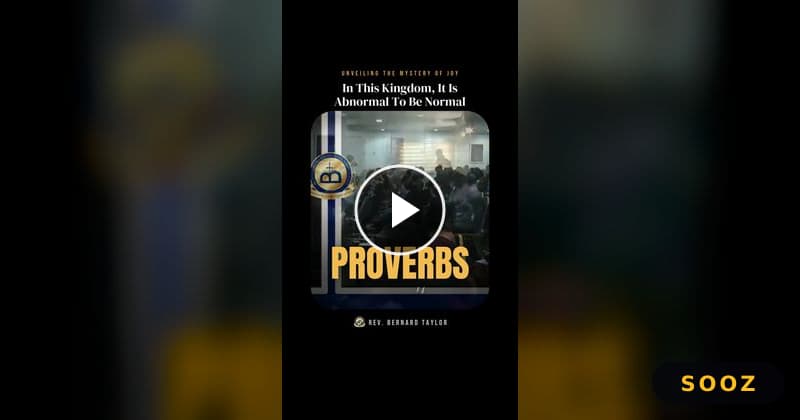 UNVEILING THE MYSTERY OF JOY
In This Kingdom, It Is
Abnormal To Be Normal
B
PROVERBS
REV. BERNARD TAYLOR
SOOZ